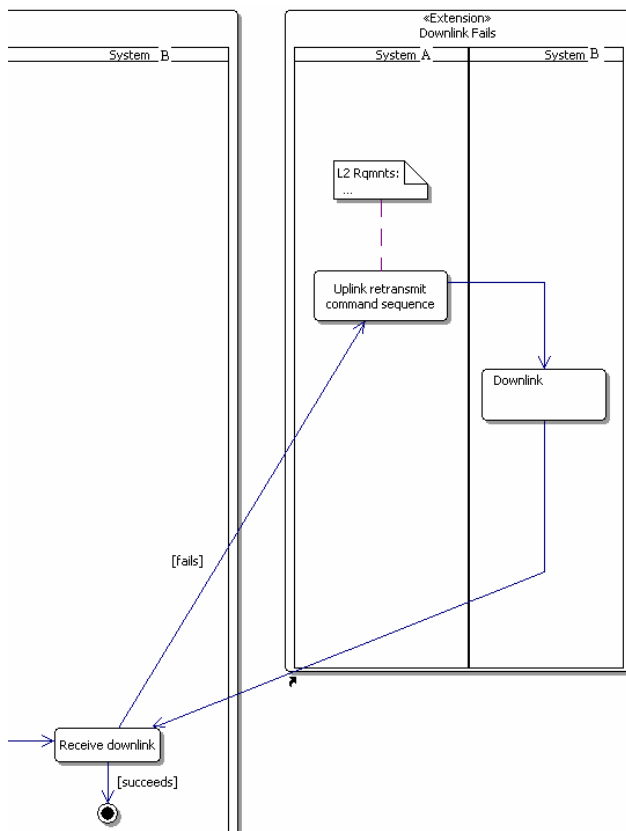 «Extension»
Downlink Fails
System B
System A
System B
L2 Rqmnts:
...
Uplink retransmit
command sequence
Downlink
[fails]
Receive downlink
[succeeds]